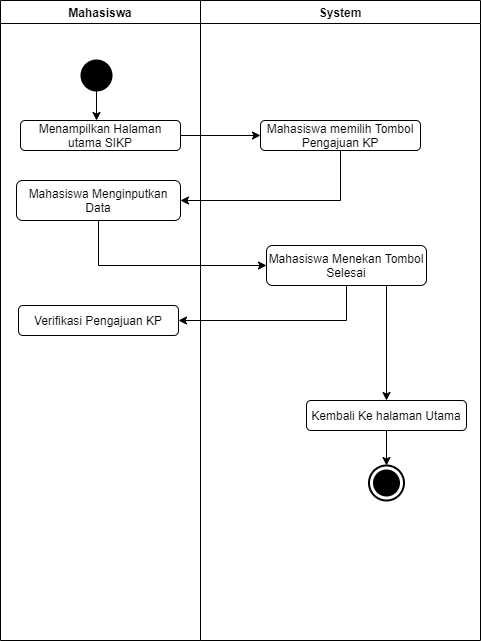 Mahasiswa
System
Menampilkan Halaman
utama SIKP
Mahasiswa memilih Tombol
Pengajuan KP
Mahasiswa Menginputkan
Data
Mahasiswa Menekan Tombol
Selesai
Verifikasi Pengajuan KP
Kembali Ke halaman Utama